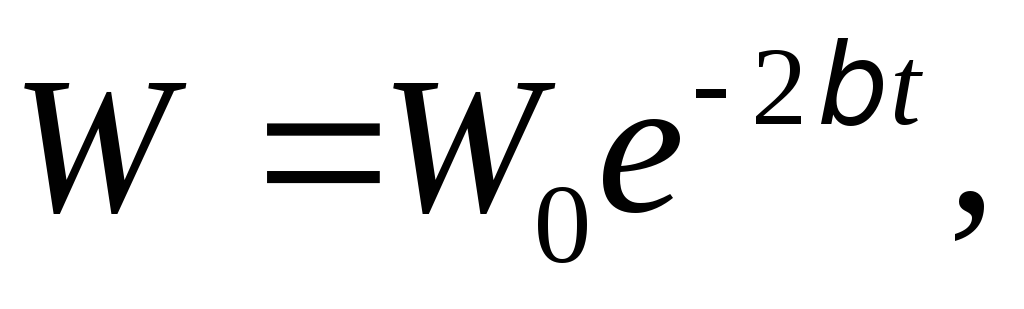 W = W₀e⁻²ᵇᵗ,